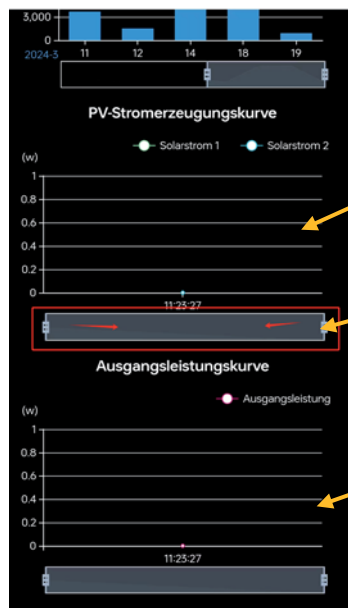 3,000
0
2024-3 11 12 14 18 19
PV-Stromerzeugungskurve
Solarstrom 1 Solarstrom 2
(w)
1
0.8
0.6
0.4
0.2
0
11:23:27
Ausgangsleistungskurve
Ausgangsleistung
(w)
1
0.8
0.6
0.4
0.2
0
11:23:27